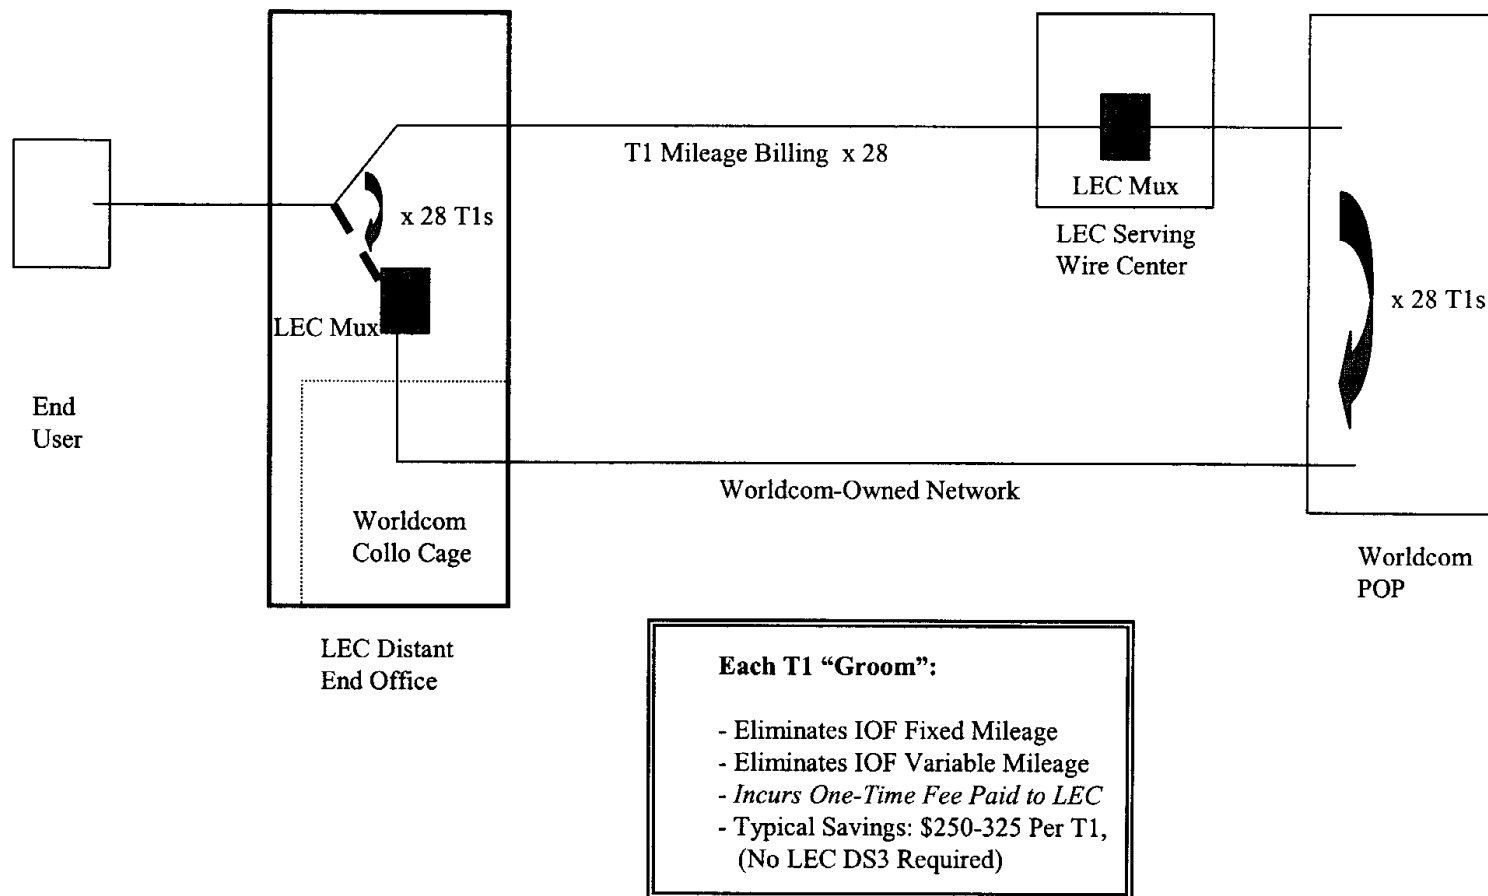 T1 Mileage Billing x 28
LEC Mux
LEC Serving
Wire Center
x 28 T1s
x 28 T1s
LEC Mux
End
User
Worldcom-Owned Network
Worldcom
Collo Cage
Worldcom
POP
LEC Distant
End Office
Each T1 “Groom”:
- Eliminates IOF Fixed Mileage
- Eliminates IOF Variable Mileage
- Incurs One-Time Fee Paid to LEC
- Typical Savings: $250-325 Per T1,
(No LEC DS3 Required)